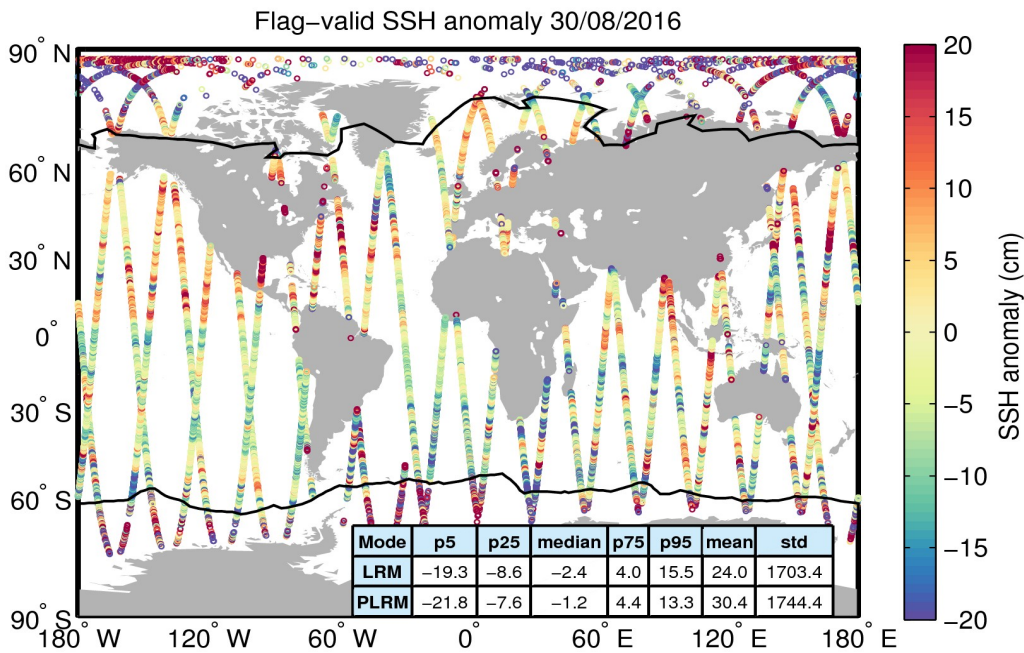 Flag−valid SSH anomaly 30/08/2016
90° N
60° N
30° N
0°
30° S
60° S
90° S
180° W
120° W
60° W
0°
60° E
120° E
180° E
Mode p5 p25 median p75 p95 mean std
LRM −19.3 −8.6 −2.4 4.0 15.5 24.0 1703.4
PLRM −21.8 −7.6 −1.2 4.4 13.3 30.4 1744.4
20
15
10
5
0
−5
−10
−15
−20
SSH anomaly (cm)